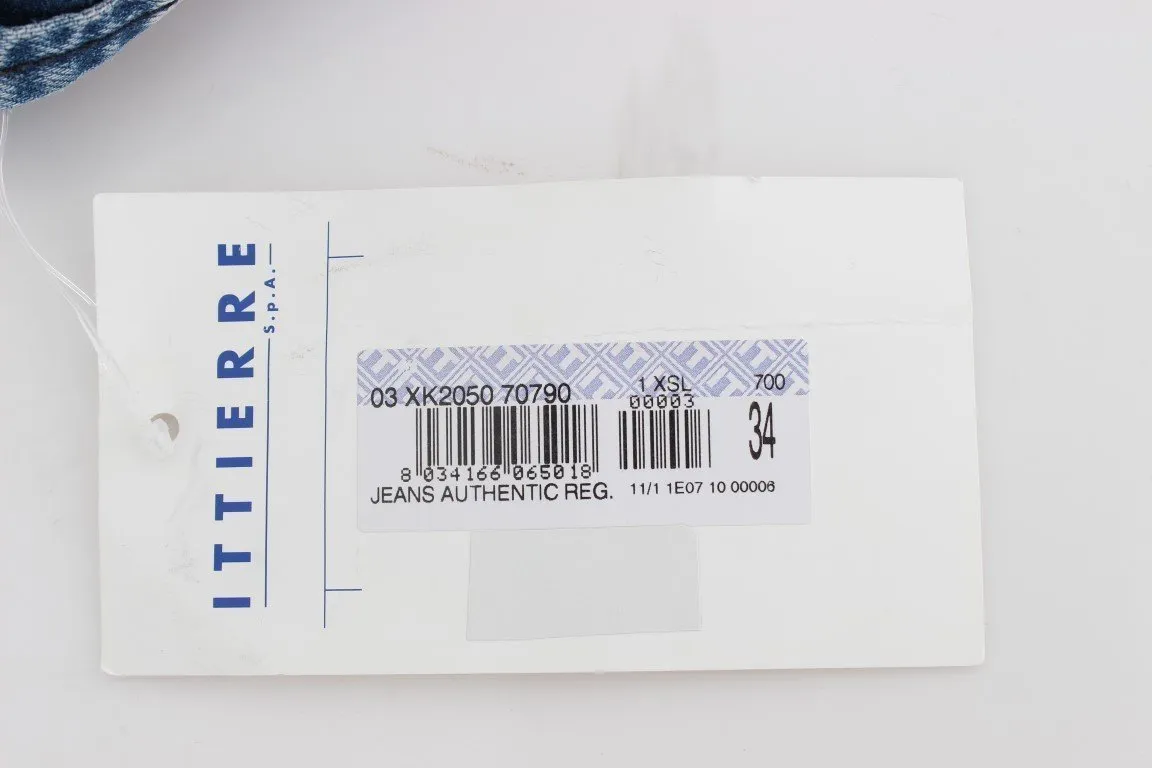 ITTIERRE
S.p.A.
03 XK2050 70790
1 XSL
700
00003
34
8 034166 065018
JEANS AUTHENTIC REG.
11/1 1E07 10 00006